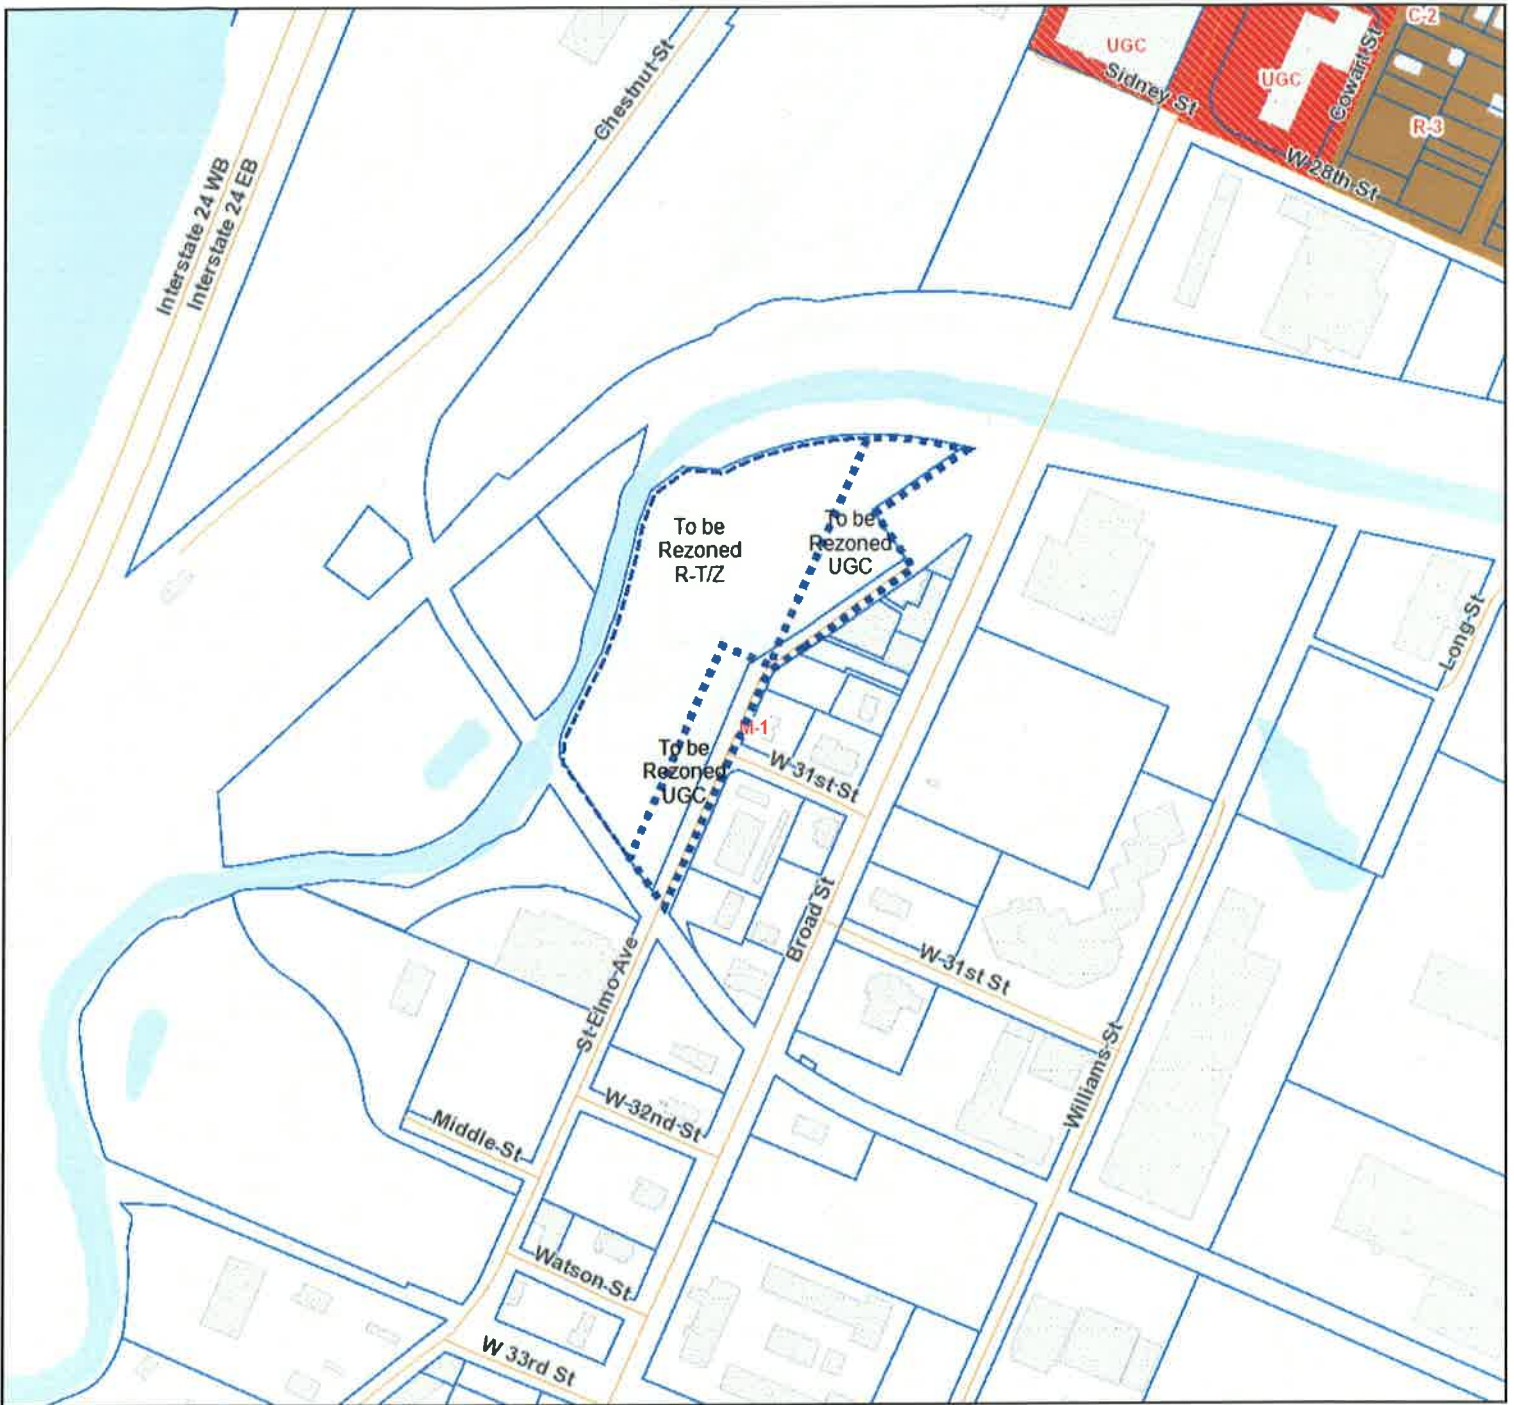 C-2
UGC
Sidney St
UGC
Cowart St
R-3
W 28th St
Chestnut St
Interstate 24 WB
Interstate 24 EB
To be
Rezoned
R-T/Z
To be
Rezoned
UGC
Long St
M-1
To be
Rezoned
UGC
W 31st St
Broad St
W 31st St
St Elmo Ave
Williams St
W 32nd St
Middle St
Watson St
W 33rd St